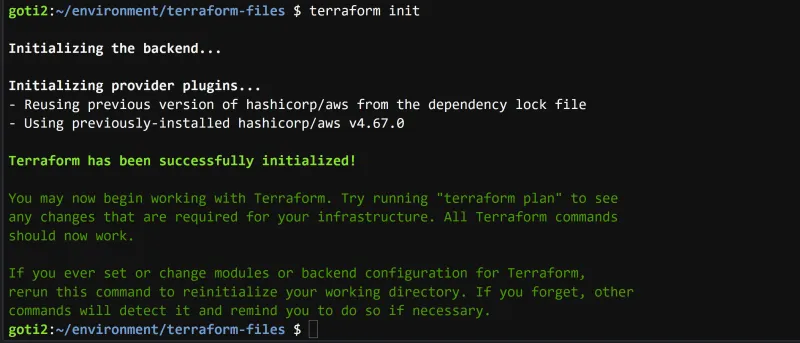 goti2:~/environment/terraform-files $ terraform init
Initializing the backend...
Initializing provider plugins...
- Reusing previous version of hashicorp/aws from the dependency lock file
- Using previously-installed hashicorp/aws v4.67.0
Terraform has been successfully initialized!
You may now begin working with Terraform. Try running "terraform plan" to see
any changes that are required for your infrastructure. All Terraform commands
should now work.
If you ever set or change modules or backend configuration for Terraform,
rerun this command to reinitialize your working directory. If you forget, other
commands will detect it and remind you to do so if necessary.
goti2:~/environment/terraform-files $